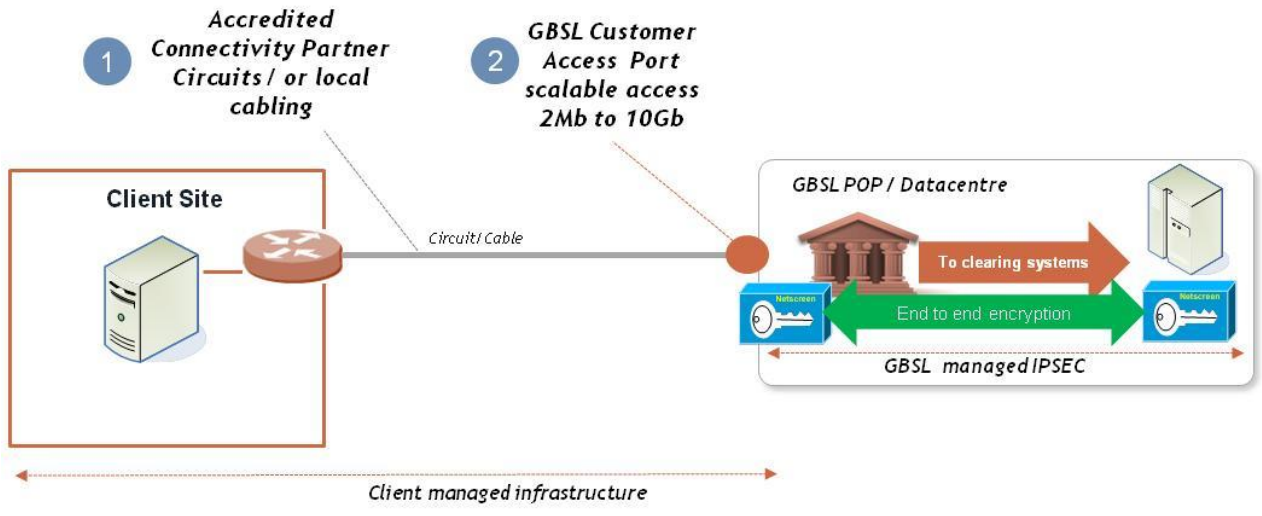 1
Accredited
Connectivity Partner
Circuits / or local
cabling
2
GBSL Customer
Access Port
scalable access
2Mb to 10Gb
Client Site
Circuit/ Cable
GBSL POP / Datacentre
To clearing systems
Netscreen
End to end encryption
Netscreen
GBSL managed IPSEC
Client managed infrastructure